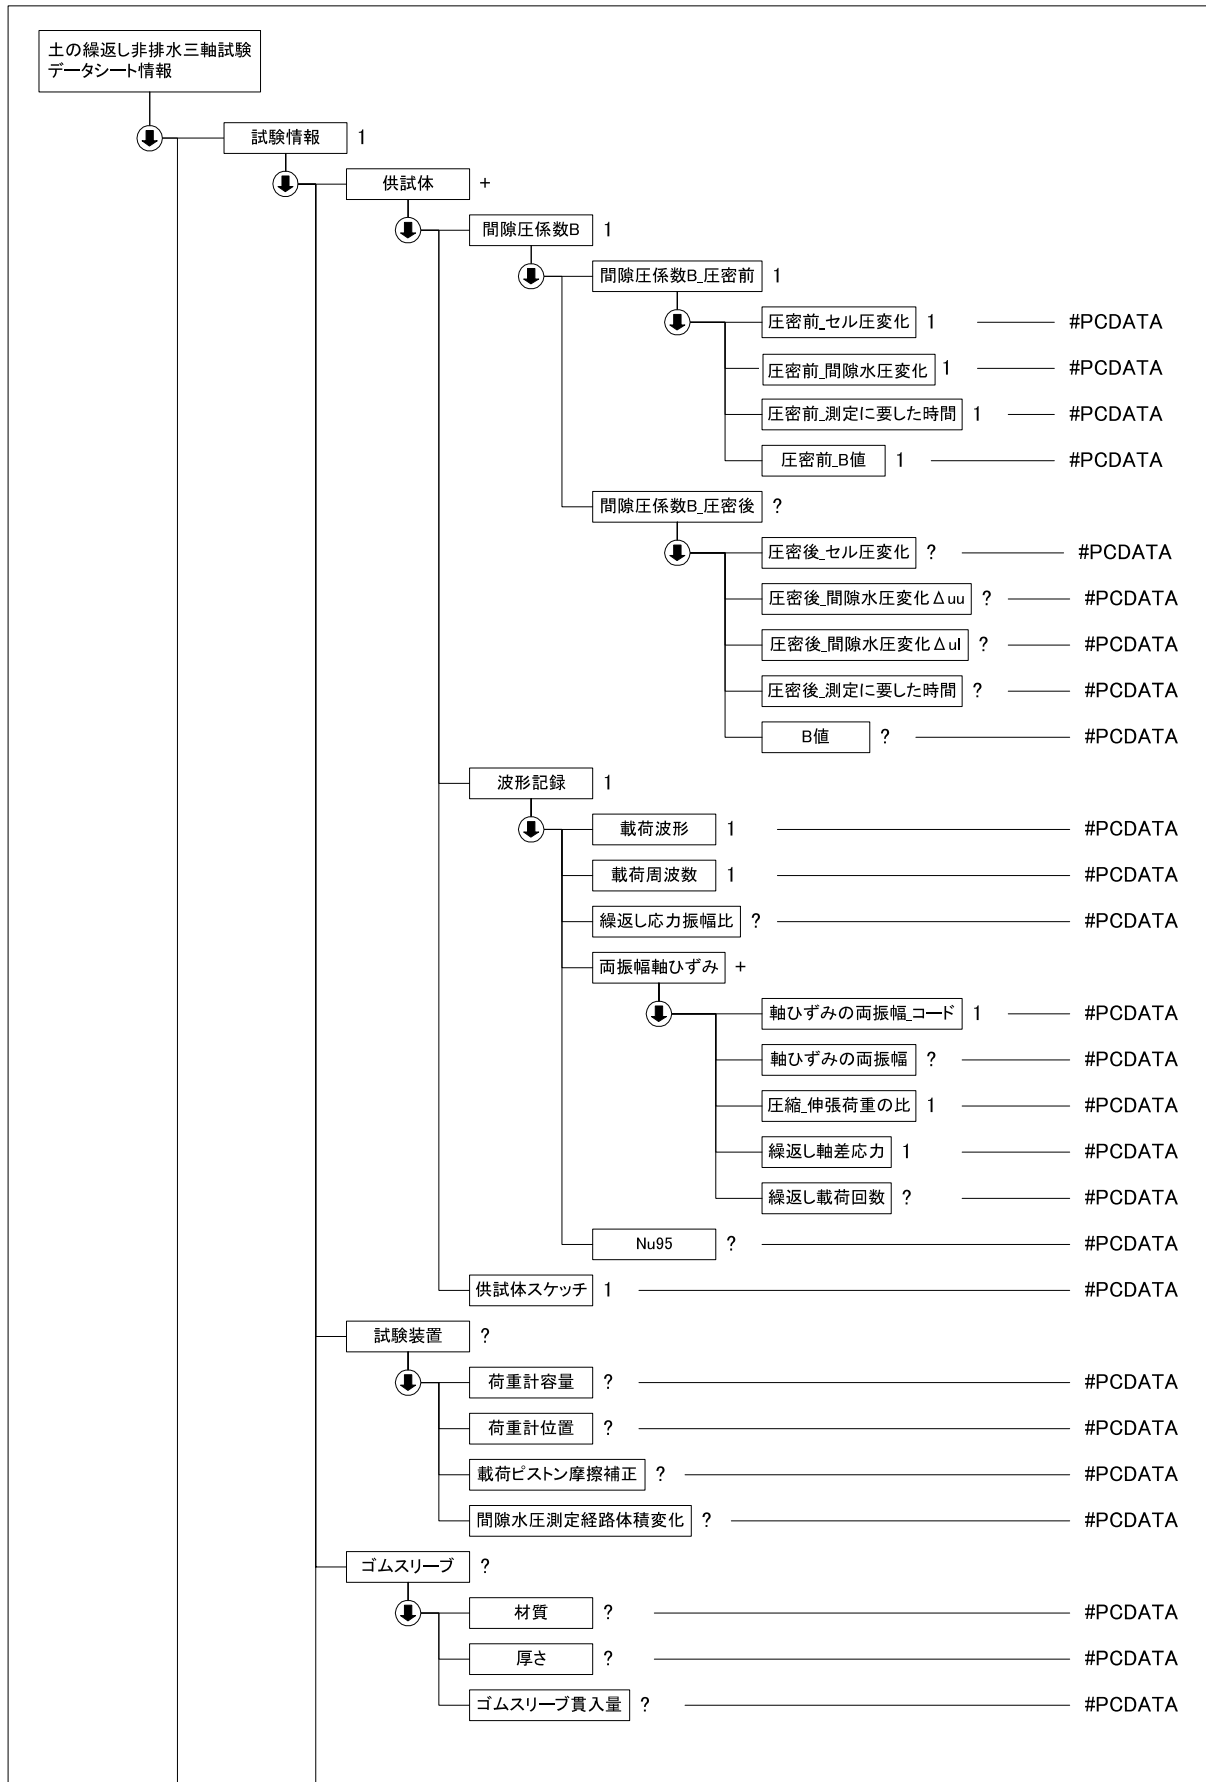 土の繰返し非排水三軸試験
データシート情報
試験情報 1
供試体 +
間隙圧係数B 1
間隙圧係数B_圧密前 1
圧密前_セル圧変化 1 #PCDATA
圧密前_間隙水圧変化 1 #PCDATA
圧密前_測定に要した時間 1 #PCDATA
圧密前_B値 1 #PCDATA
間隙圧係数B_圧密後 ?
圧密後_セル圧変化 ? #PCDATA
圧密後_間隙水圧変化Δuu ? #PCDATA
圧密後_間隙水圧変化Δul ? #PCDATA
圧密後_測定に要した時間 ? #PCDATA
B値 ? #PCDATA
波形記録 1
載荷波形 1 #PCDATA
載荷周波数 1 #PCDATA
繰返し応力振幅比 ? #PCDATA
両振幅軸ひずみ +
軸ひずみの両振幅_コード 1 #PCDATA
軸ひずみの両振幅 ? #PCDATA
圧縮_伸張荷重の比 1 #PCDATA
繰返し軸差応力 1 #PCDATA
繰返し載荷回数 ? #PCDATA
Nu95 ? #PCDATA
供試体スケッチ 1 #PCDATA
試験装置 ?
荷重計容量 ? #PCDATA
荷重計位置 ? #PCDATA
載荷ピストン摩擦補正 ? #PCDATA
間隙水圧測定経路体積変化 ? #PCDATA
ゴムスリーブ ?
材質 ? #PCDATA
厚さ ? #PCDATA
ゴムスリーブ貫入量 ? #PCDATA